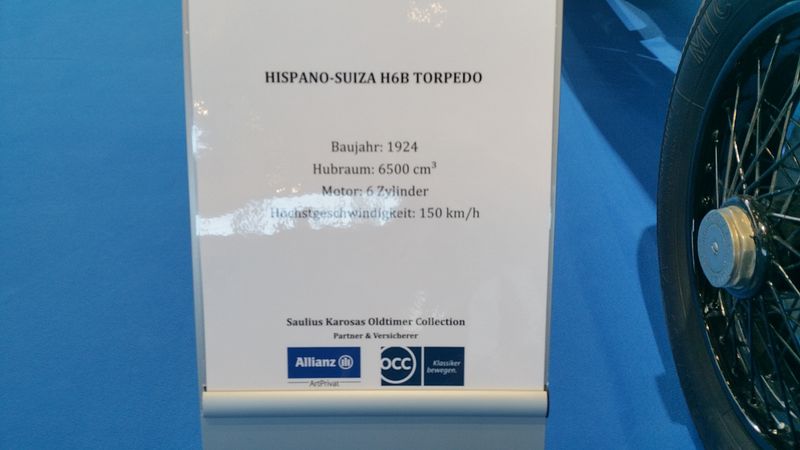 HISPANO-SUIZA H6B TORPEDO
Baujahr: 1924
Hubraum: 6500 cm³
Motor: 6 Zylinder
Höchstgeschwindigkeit: 150 km/h
Saulius Karosas Oldtimer Collection
Partner & Versicherer
Allianz
ArtPrivat
OCC
Klassiker
bewegen.
MIC